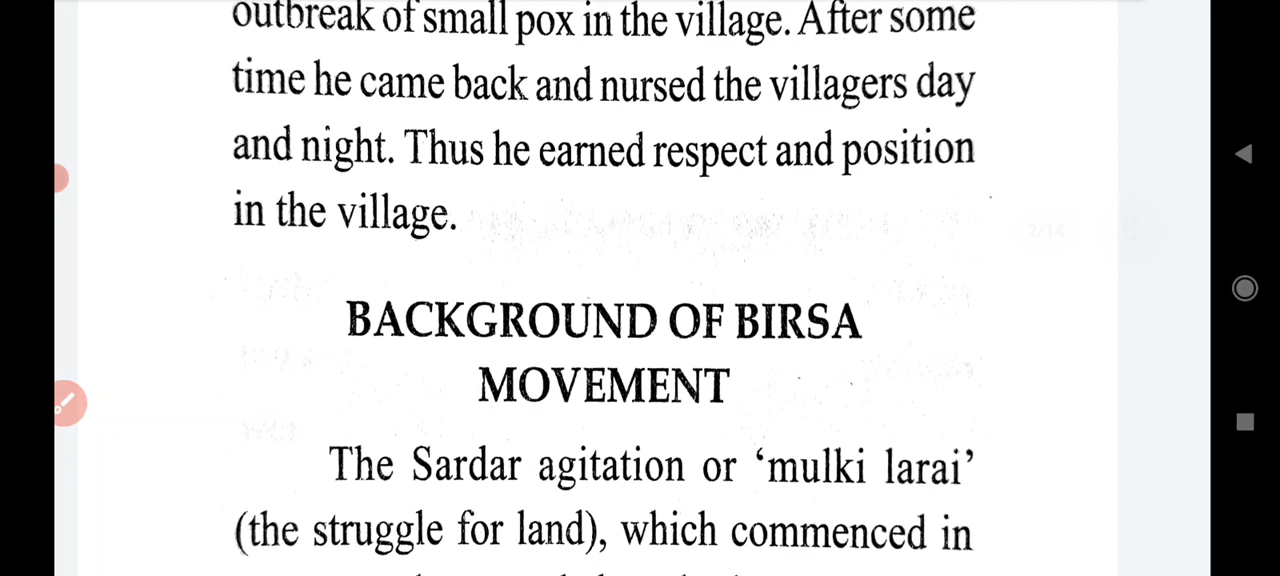 outbreak of small pox in the village. After some
time he came back and nursed the villagers day
and night. Thus he earned respect and position
in the village.
2/14
BACKGROUND OF BIRSA
MOVEMENT
The Sardar agitation or ‘mulki larai’
(the struggle for land), which commenced in